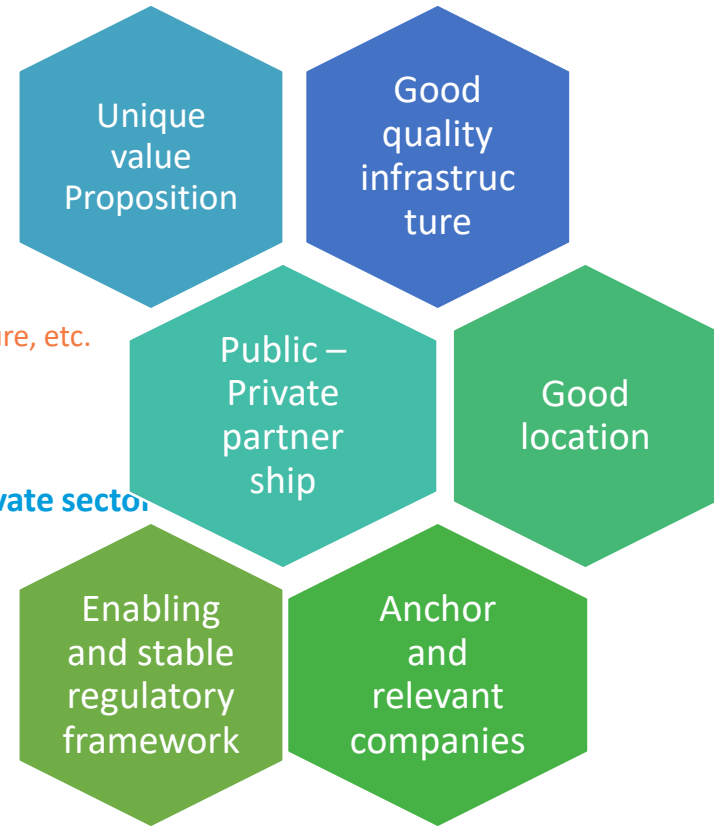 Unique
value
Proposition
Good
quality
infrastruc
ture
ure, etc.
Public –
Private
partner
ship
Good
location
vate sector
Enabling
and stable
regulatory
framework
Anchor
and
relevant
companies